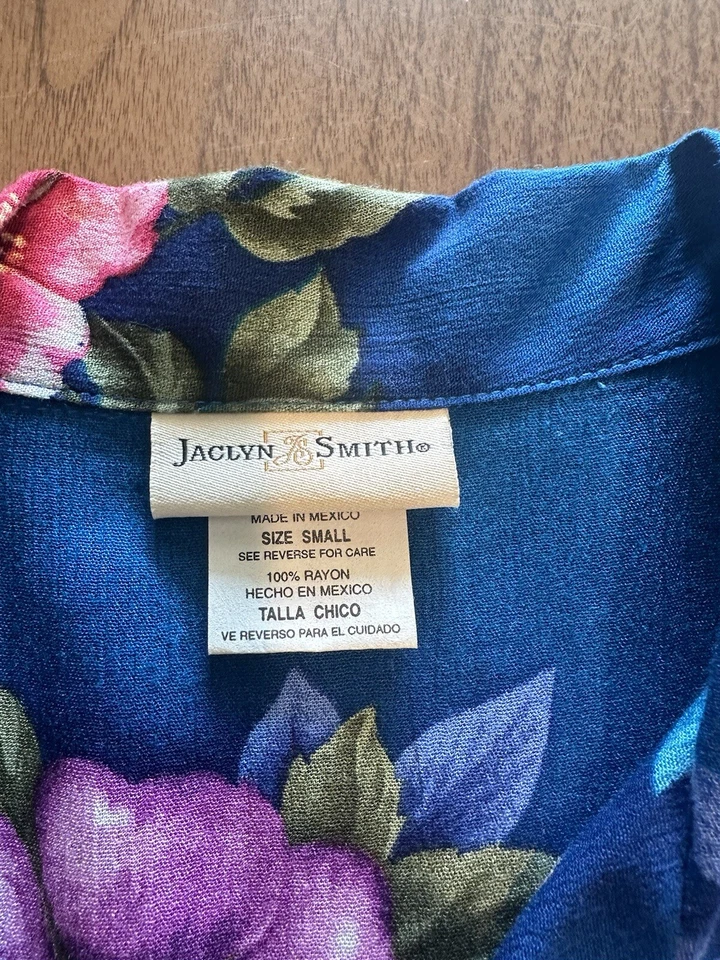 JACLYN JS SMITH®
MADE IN MEXICO
SIZE SMALL
SEE REVERSE FOR CARE
100% RAYON
HECHO EN MEXICO
TALLA CHICO
VE REVERSO PARA EL CUIDADO